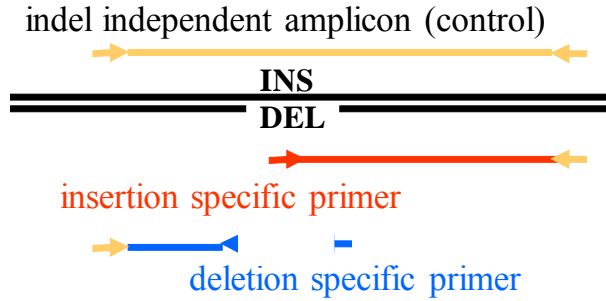 indel independent amplicon (control)
INS
DEL
insertion specific primer
deletion specific primer